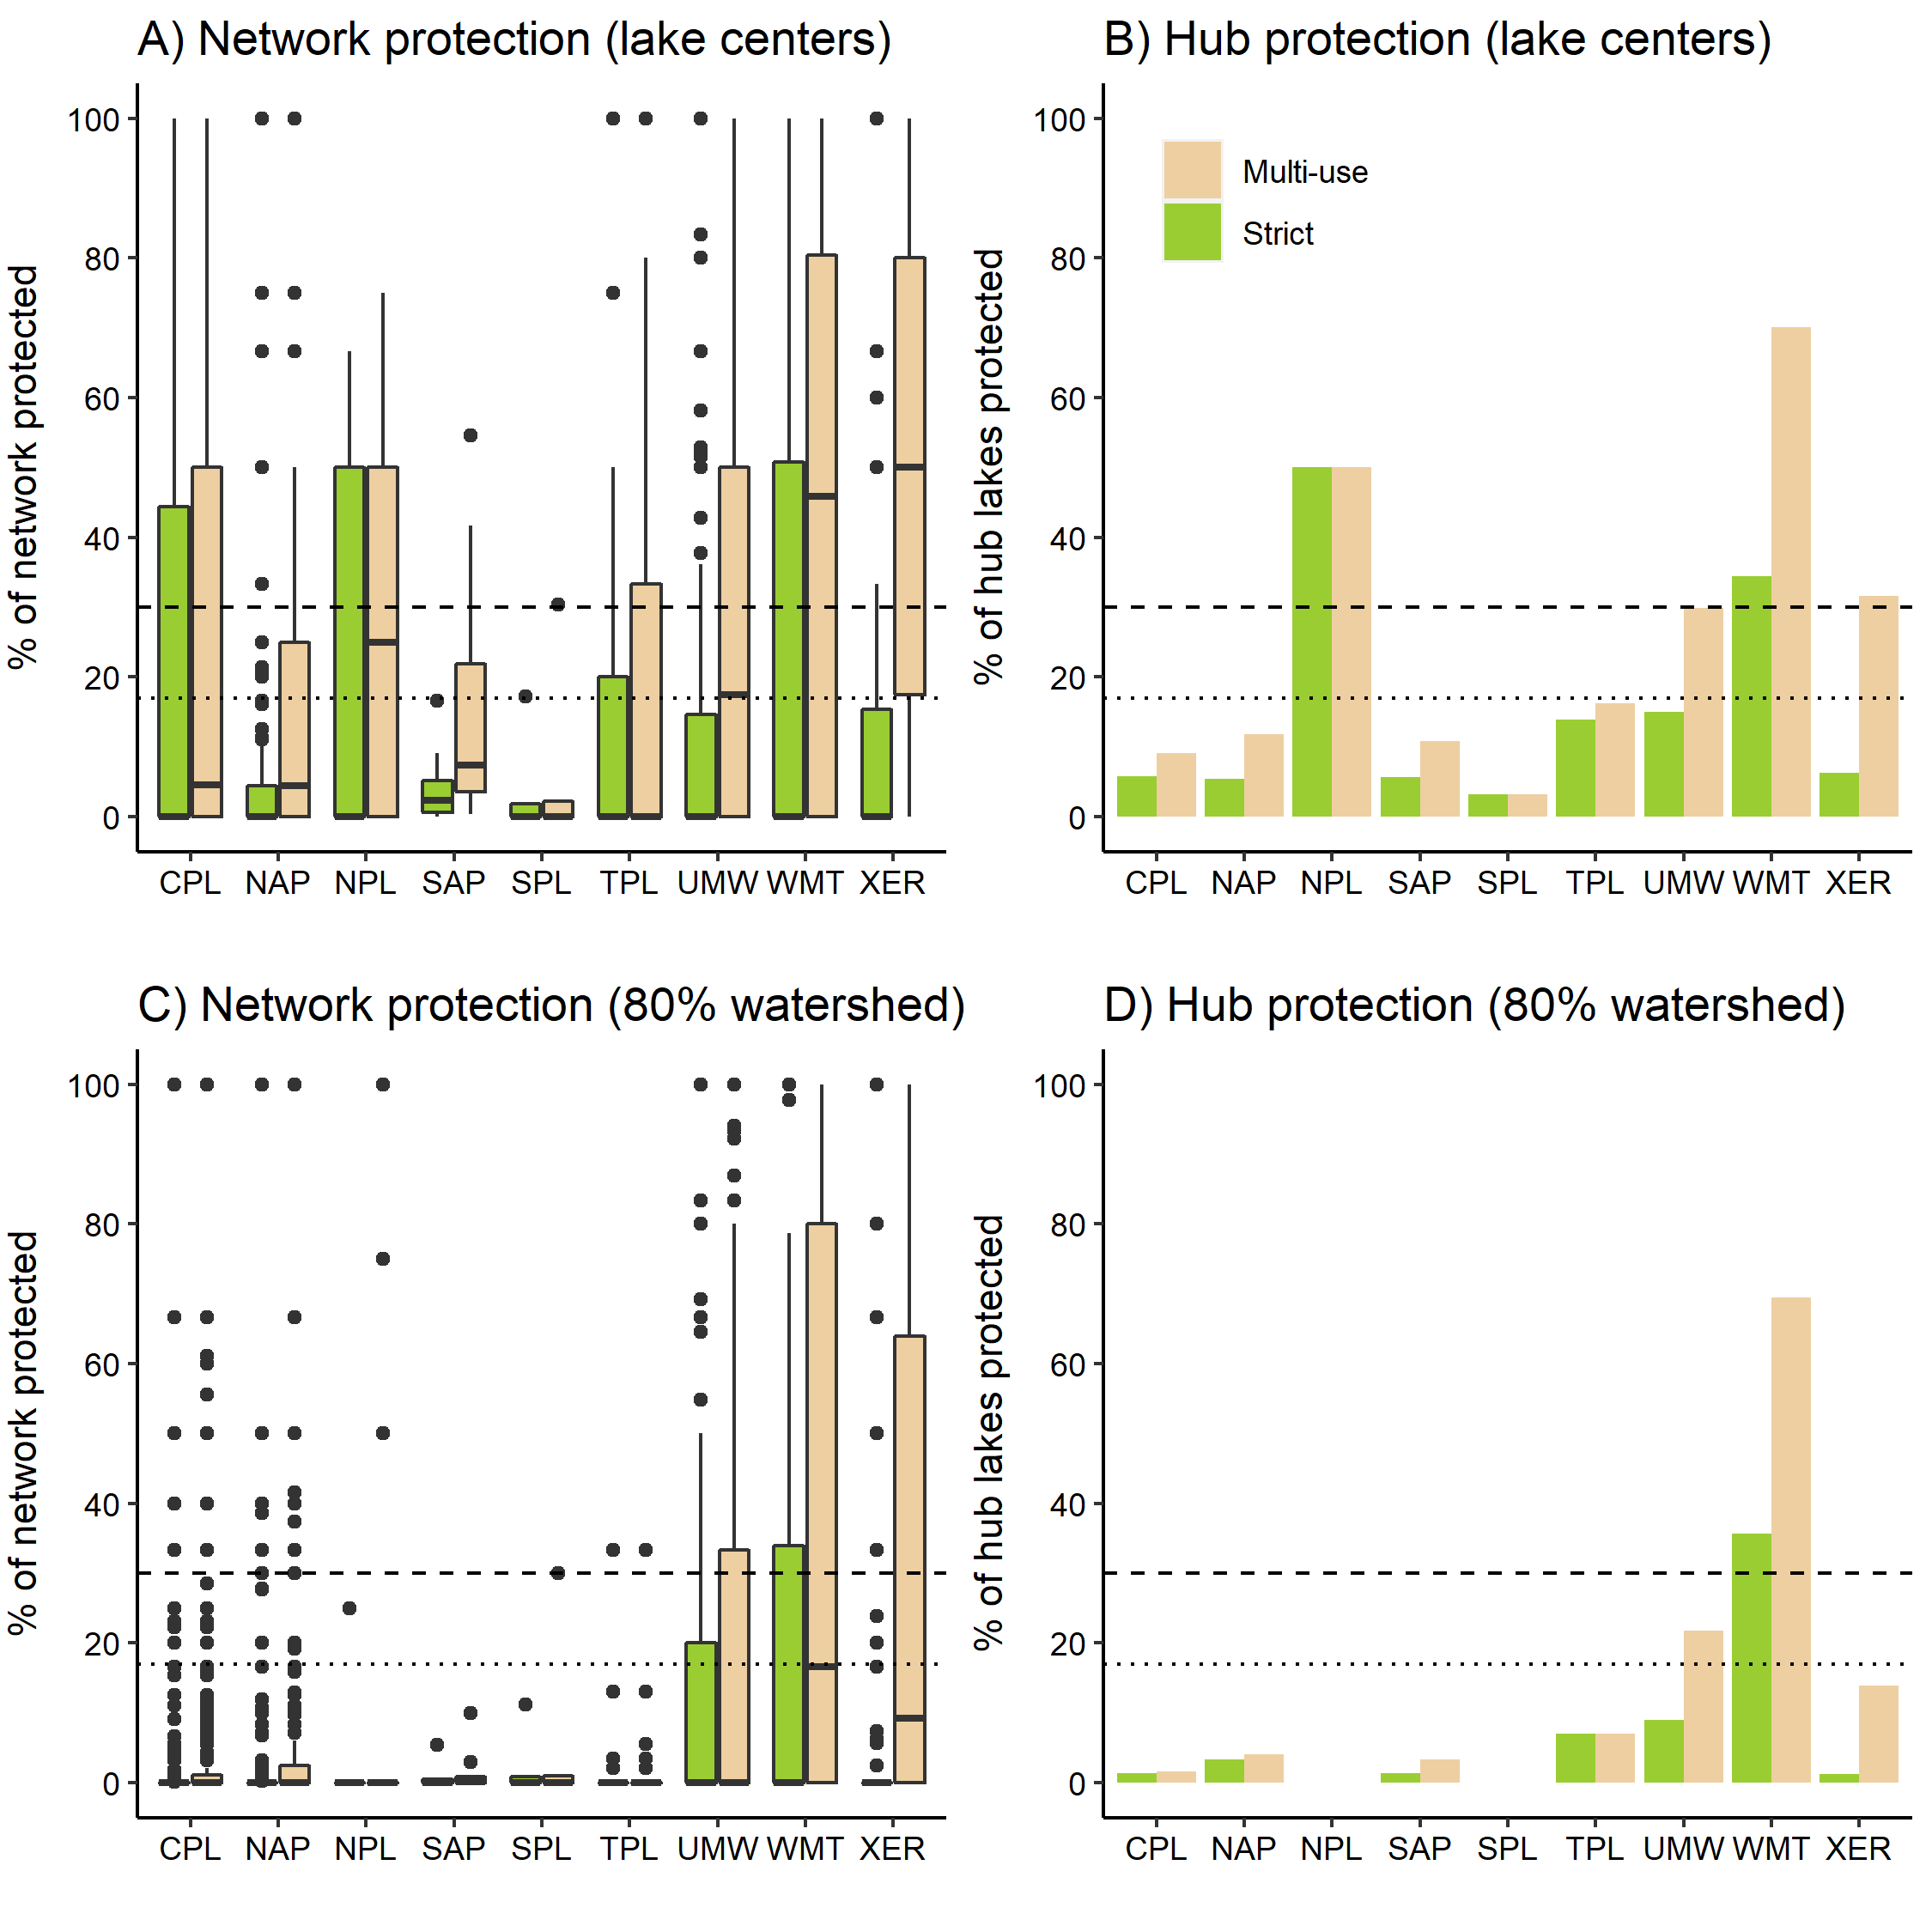 A) Network protection (lake centers)
% of network protected
100
80
60
40
20
0
CPL NAP NPL SAP SPL TPL UMW WMT XER
B) Hub protection (lake centers)
% of hub lakes protected
100
80
60
40
20
0
Multi-use
Strict
CPL NAP NPL SAP SPL TPL UMW WMT XER
C) Network protection (80% watershed)
% of network protected
100
80
60
40
20
0
CPL NAP NPL SAP SPL TPL UMW WMT XER
D) Hub protection (80% watershed)
% of hub lakes protected
100
80
60
40
20
0
CPL NAP NPL SAP SPL TPL UMW WMT XER